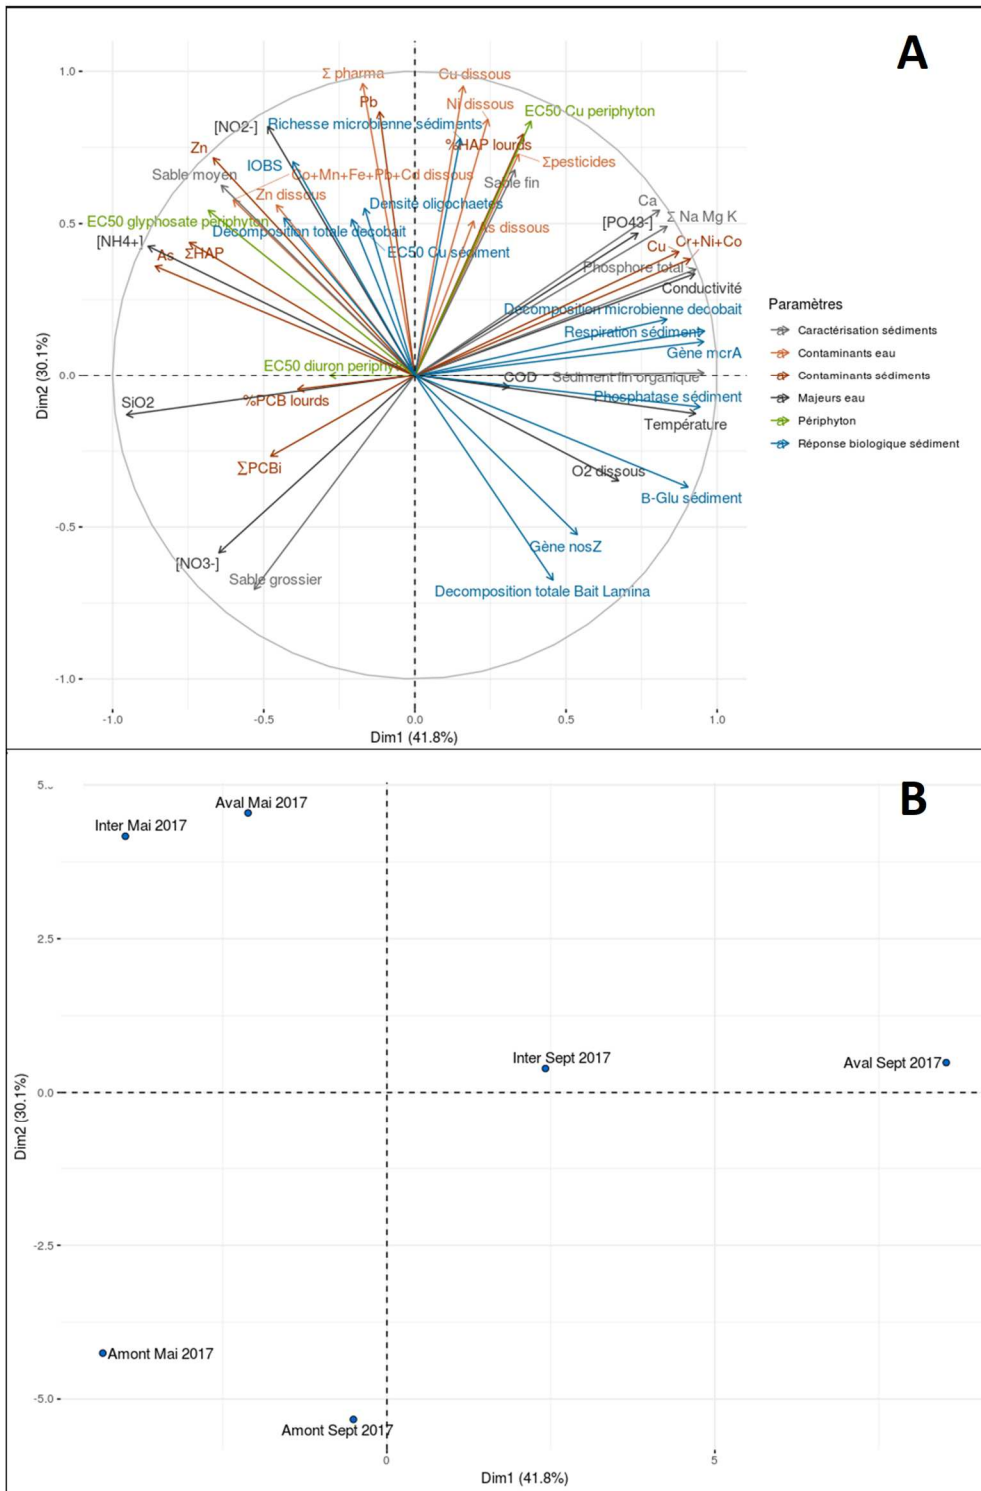 A
1.0
Σ pharma
Cu dissous
Pb
Ni dissous
EC50 Cu periphyton
[NO2-]
Richesse microbienne sédiments
%HAP lourds
Zn
IOBS
Σpesticides
Sable moyen
Co+Mn+Fe+Pb+Cd dissous
Sable fin
Zn dissous
Densité oligochaetes
Ca
0.5
EC50 glyphosate periphyton
[PO43-]
Σ Na Mg K
Décomposition totale decobait
As dissous
[NH4+]
ΣHAP
EC50 Cu sediment
Cu
Cr+Ni+Co
As
Phosphore total
Conductivité
Decomposition microbienne decobait
Respiration sédiment
Gène mcrA
EC50 diuron periphyton
0.0
COD
Sédiment fin organique
SiO2
%PCB lourds
Phosphatase sédiment
Température
ΣPCBi
O2 dissous
B-Glu sédiment
-0.5
Gène nosZ
[NO3-]
Sable grossier
Decomposition totale Bait Lamina
-1.0
-1.0
-0.5
0.0
0.5
1.0
Dim1 (41.8%)
Dim2 (30.1%)
Paramètres
Caractérisation sédiments
Contaminants eau
Contaminants sédiments
Majeurs eau
Périphyton
Réponse biologique sédiment
B
Aval Mai 2017
Inter Mai 2017
2.5
Inter Sept 2017
Aval Sept 2017
0.0
-2.5
Amont Mai 2017
-5.0
Amont Sept 2017
0
5
Dim1 (41.8%)
Dim2 (30.1%)